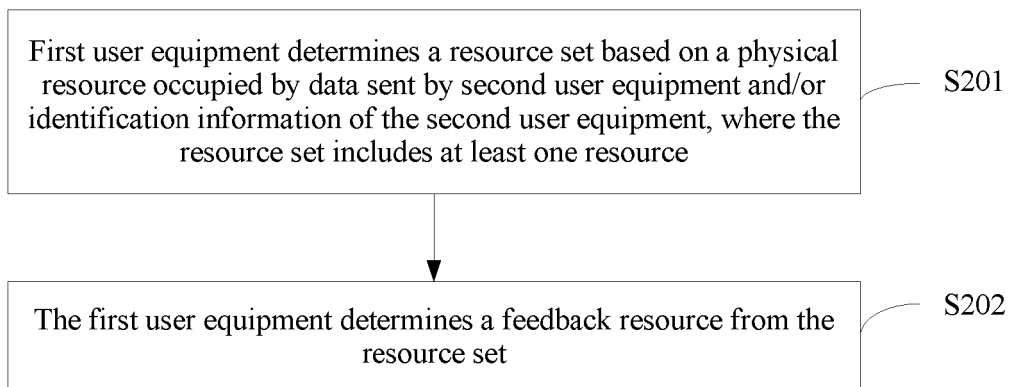 First user equipment determines a resource set based on a physical
resource occupied by data sent by second user equipment and/or
identification information of the second user equipment, where the
resource set includes at least one resource
S201
The first user equipment determines a feedback resource from the
resource set
S202